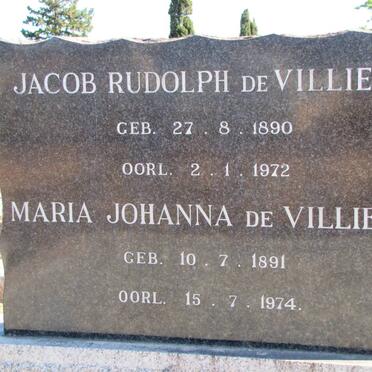 JACOB RUDOLPH DE VILLIE
GEB. 27 . 8 . 1890
OORL. 2 . 1 . 1972
MARIA JOHANNA DE VILLIE
GEB. 10 . 7 . 1891
OORL. 15 . 7 . 1974.